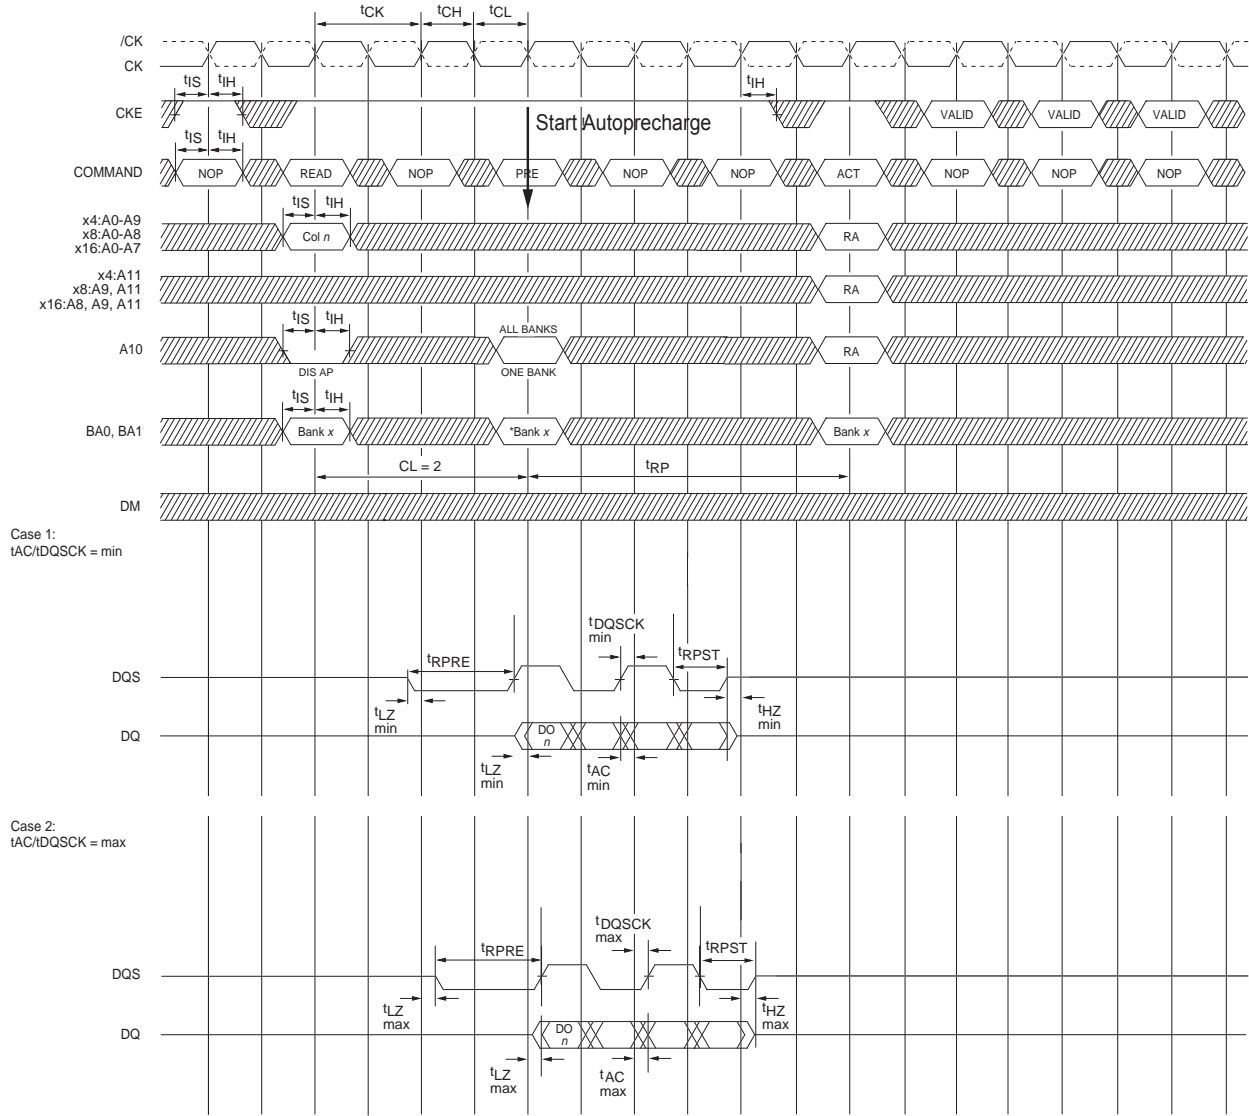 tCK tCH tCL
/CK
CK
tIS tIH tIH
CKE VALID VALID VALID
Start Autoprecharge
tIS tIH
COMMAND NOP READ NOP PRE NOP NOP ACT NOP NOP NOP
tIS tIH
x4:A0-A9
x8:A0-A8
x16:A0-A7
Col n RA
x4:A11
x8:A9, A11
x16:A8, A9, A11
RA
tIS tIH
ALL BANKS
A10 RA
DIS AP ONE BANK
tIS tIH
BA0, BA1 Bank x *Bank x Bank x
CL = 2 tRP
DM
Case 1:
tAC/tDQSCK = min
tDQSCK
min
tRPRE tRPST
DQS
tLZ
min
tHZ
min
DQ DO
n
tLZ
min
tAC
min
Case 2:
tAC/tDQSCK = max
tDQSCK
max
tRPRE tRPST
DQS
tLZ
max
tHZ
max
DQ DO
n
tLZ
max
tAC
max